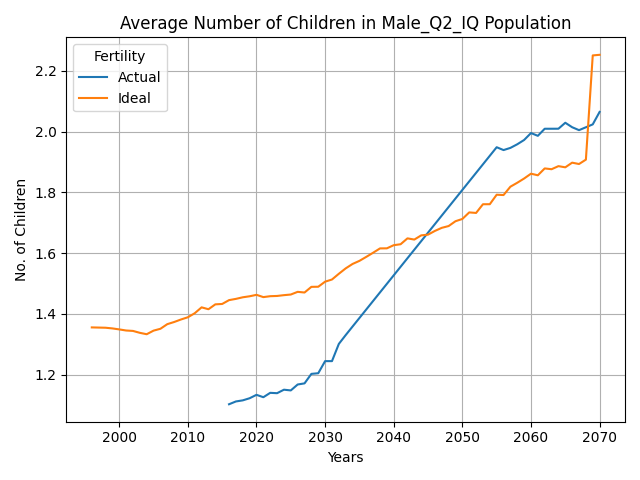 Average Number of Children in Male_Q2_IQ Population
Fertility
Actual
Ideal
No. of Children
2.2
2.0
1.8
1.6
1.4
1.2
2000 2010 2020 2030 2040 2050 2060 2070
Years